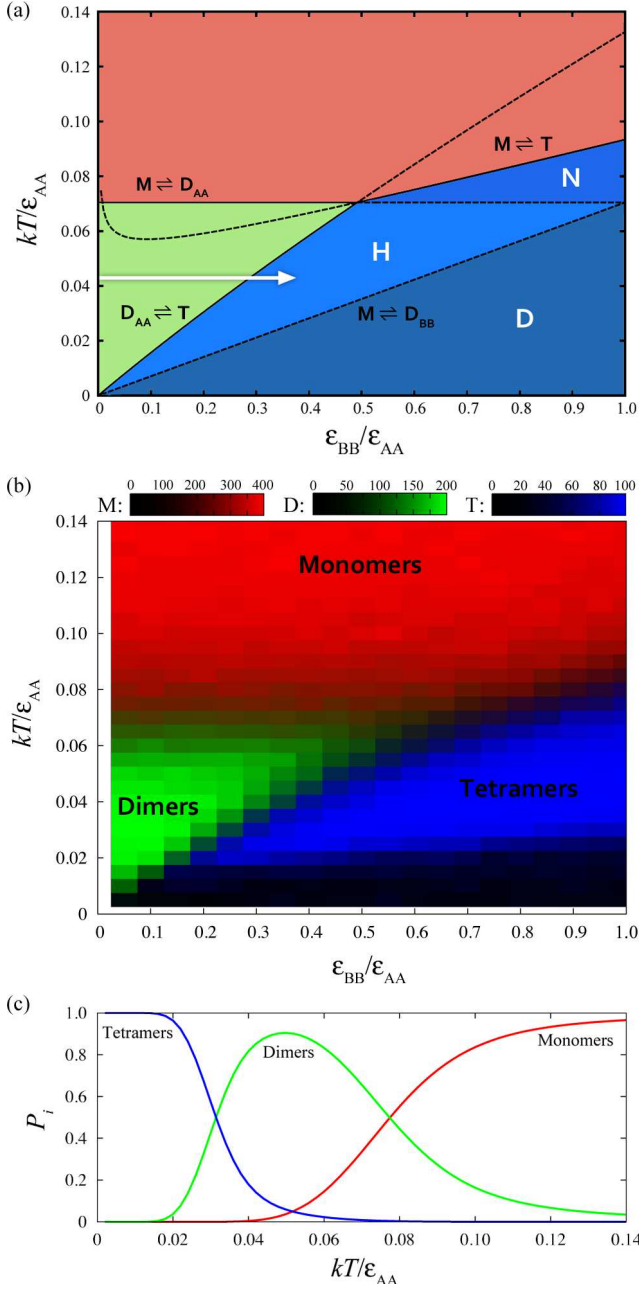 (a)
0.14
0.12
0.10
0.08
0.06
0.04
0.02
0
kT/εAA
M ⇌ T
M ⇌ DAA
N
H
DAA ⇌ T
M ⇌ DBB
D
0 0.1 0.2 0.3 0.4 0.5 0.6 0.7 0.8 0.9 1.0
εBB/εAA
(b)
0 100 200 300 400 0 50 100 150 200 0 20 40 60 80 100
M: D: T:
0.14
0.12
0.10
0.08
0.06
0.04
0.02
0
kT/εAA
Monomers
Dimers
Tetramers
0 0.1 0.2 0.3 0.4 0.5 0.6 0.7 0.8 0.9 1.0
εBB/εAA
(c)
1.0
0.8
0.6
0.4
0.2
0
Pi
Tetramers
Dimers
Monomers
0 0.02 0.04 0.06 0.08 0.10 0.12 0.14
kT/εAA